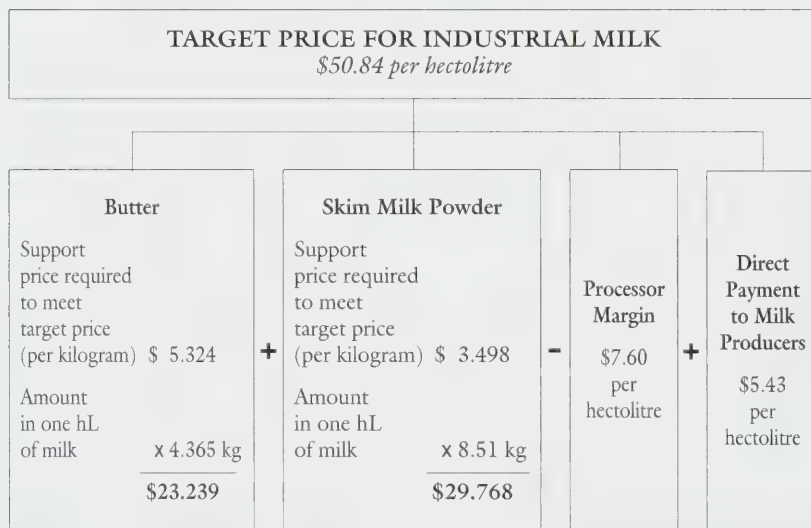 TARGET PRICE FOR INDUSTRIAL MILK
$50.84 per hectolitre
Butter
Support
price required
to meet
target price
(per kilogram) $ 5.324
Amount
in one hL
of milk x 4.365 kg
$23.239
+
Skim Milk Powder
Support
price required
to meet
target price
(per kilogram) $ 3.498
Amount
in one hL
of milk x 8.51 kg
$29.768
-
Processor
Margin
$7.60
per
hectolitre
+
Direct
Payment
to Milk
Producers
$5.43
per
hectolitre